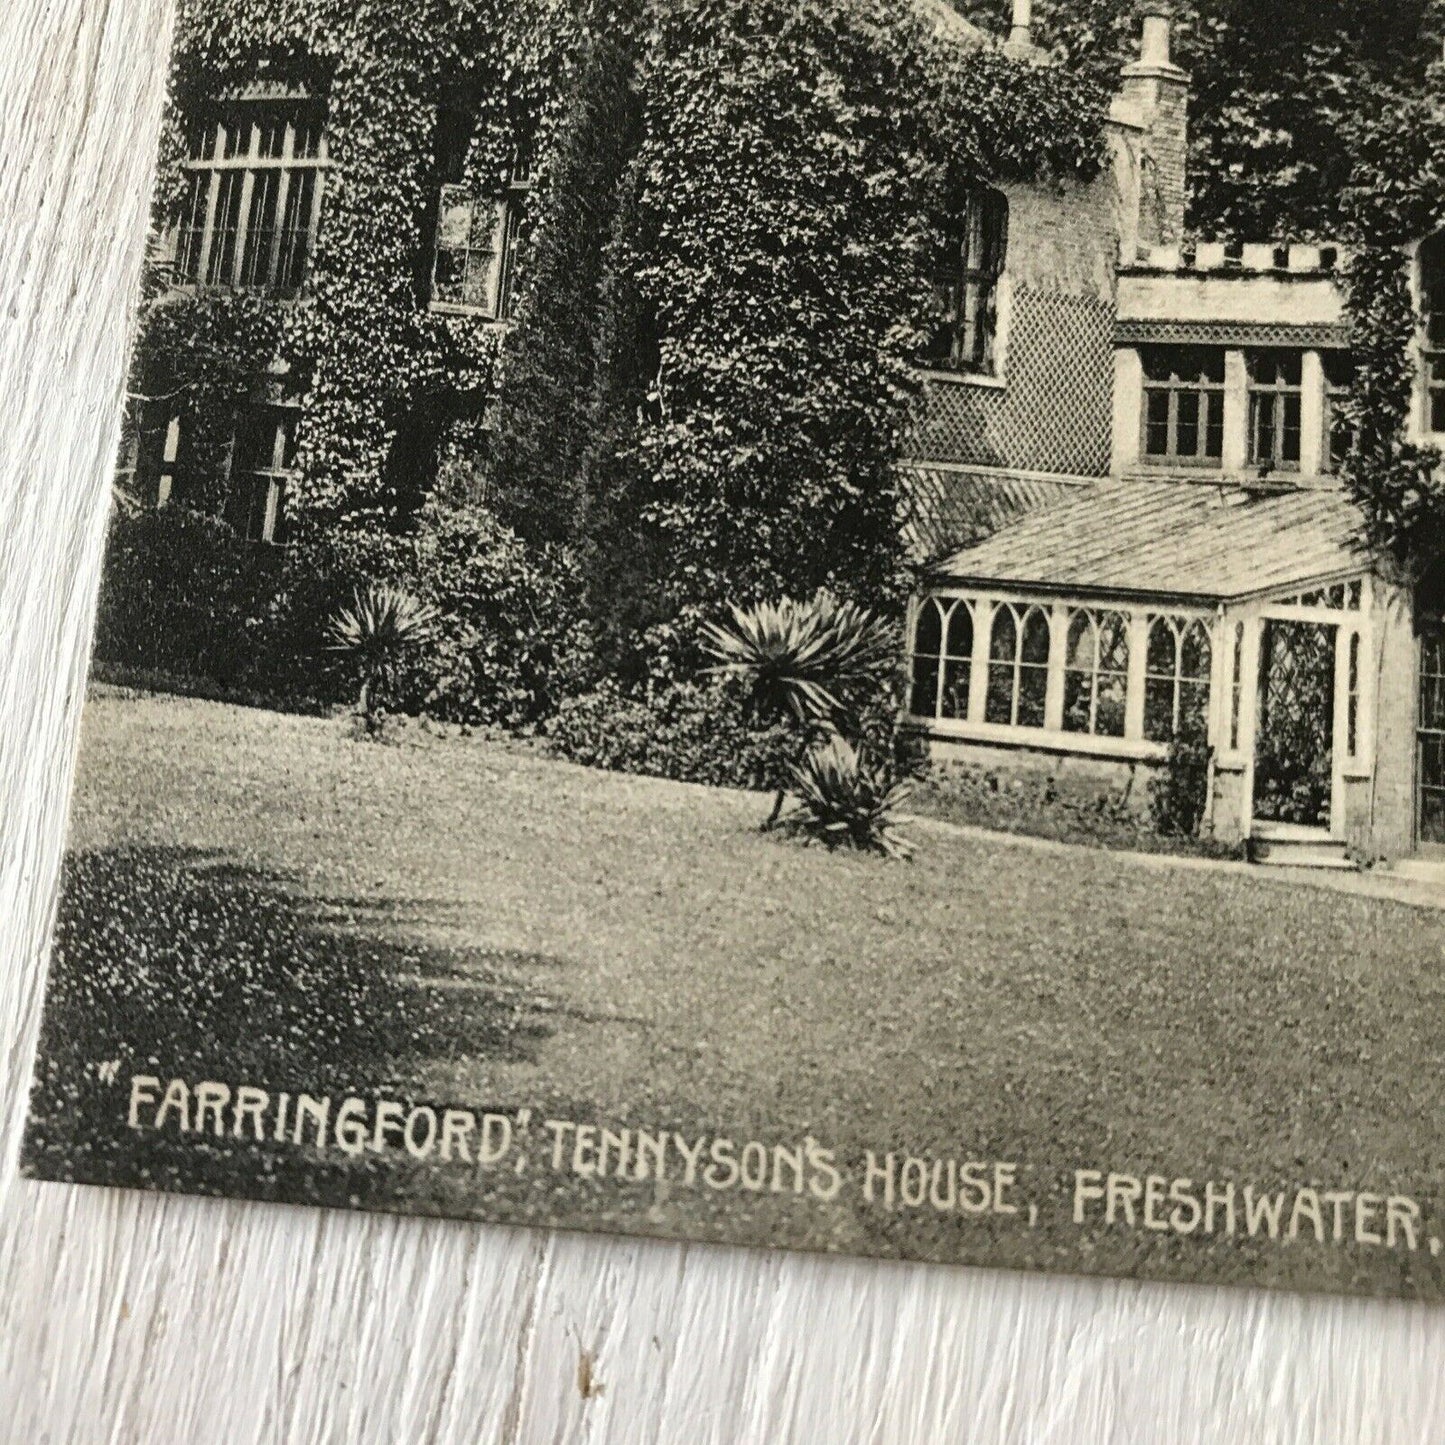 "FARRINGFORD", TENNYSON'S HOUSE, FRESHWATER.